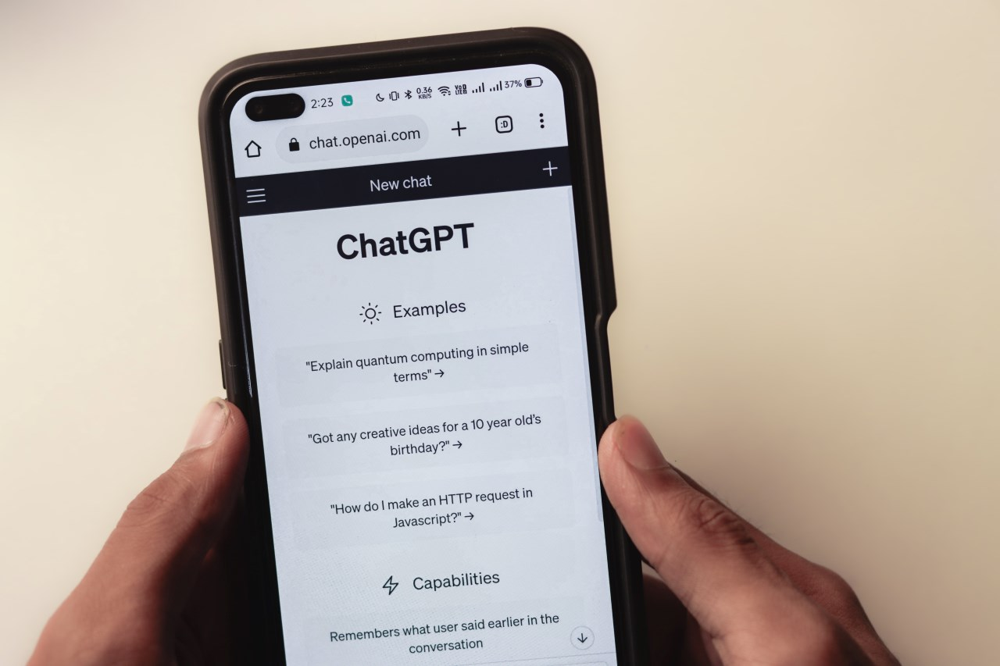 2:23 0.36 KB/S Vo) LTE 37%
chat.openai.com :D
New chat
ChatGPT
Examples
"Explain quantum computing in simple
terms" →
"Got any creative ideas for a 10 year old's
birthday?" →
"How do I make an HTTP request in
Javascript?" →
Capabilities
Remembers what user said earlier in the
conversation